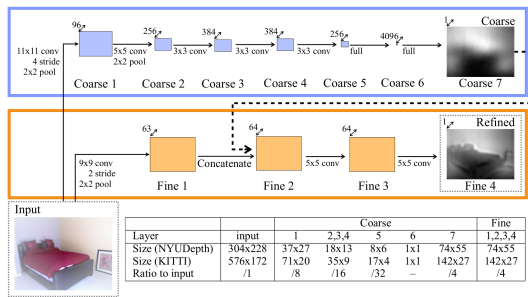 96 256 384 384 256 4096 1 Coarse
11x11 conv
4 stride
2x2 pool
5x5 conv
2x2 pool
3x3 conv 3x3 conv 3x3 conv full full
Coarse 1 Coarse 2 Coarse 3 Coarse 4 Coarse 5 Coarse 6 Coarse 7
63 64 64 1 Refined
9x9 conv
2 stride
2x2 pool
Concatenate 5x5 conv 5x5 conv
Fine 1 Fine 2 Fine 3 Fine 4
Input
Coarse Fine
Layer input 1 2,3,4 5 6 7 1,2,3,4
Size (NYUDepth) 304x228 37x27 18x13 8x6 1x1 74x55 74x55
Size (KITTI) 576x172 71x20 35x9 17x4 1x1 142x27 142x27
Ratio to input /1 /8 /16 /32 – /4 /4